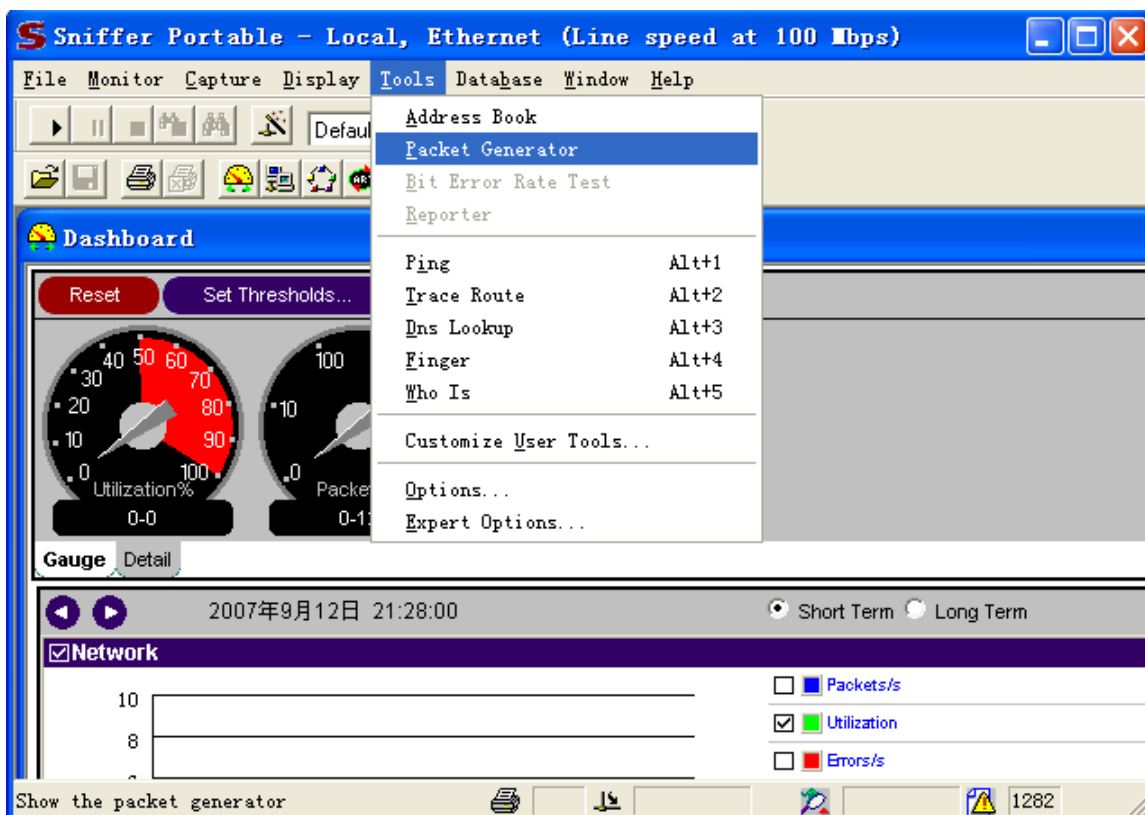 Sniffer Portable - Local, Ethernet (Line speed at 100 Mbps)
File Monitor Capture Display Tools Database Window Help
Defaul
Address Book
Packet Generator
Bit Error Rate Test
Reporter
Ping Alt+1
Trace Route Alt+2
Dns Lookup Alt+3
Finger Alt+4
Who Is Alt+5
Customize User Tools...
Options...
Expert Options...
Dashboard
Reset Set Thresholds...
0 10 20 30 40 50 60 70 80 90 100
Utilization%
0-0
0 10 100
Packe
0-1
Gauge Detail
2007年9月12日 21:28:00 Short Term Long Term
Network
10
8
Packets/s
Utilization
Errors/s
Show the packet generator 1282